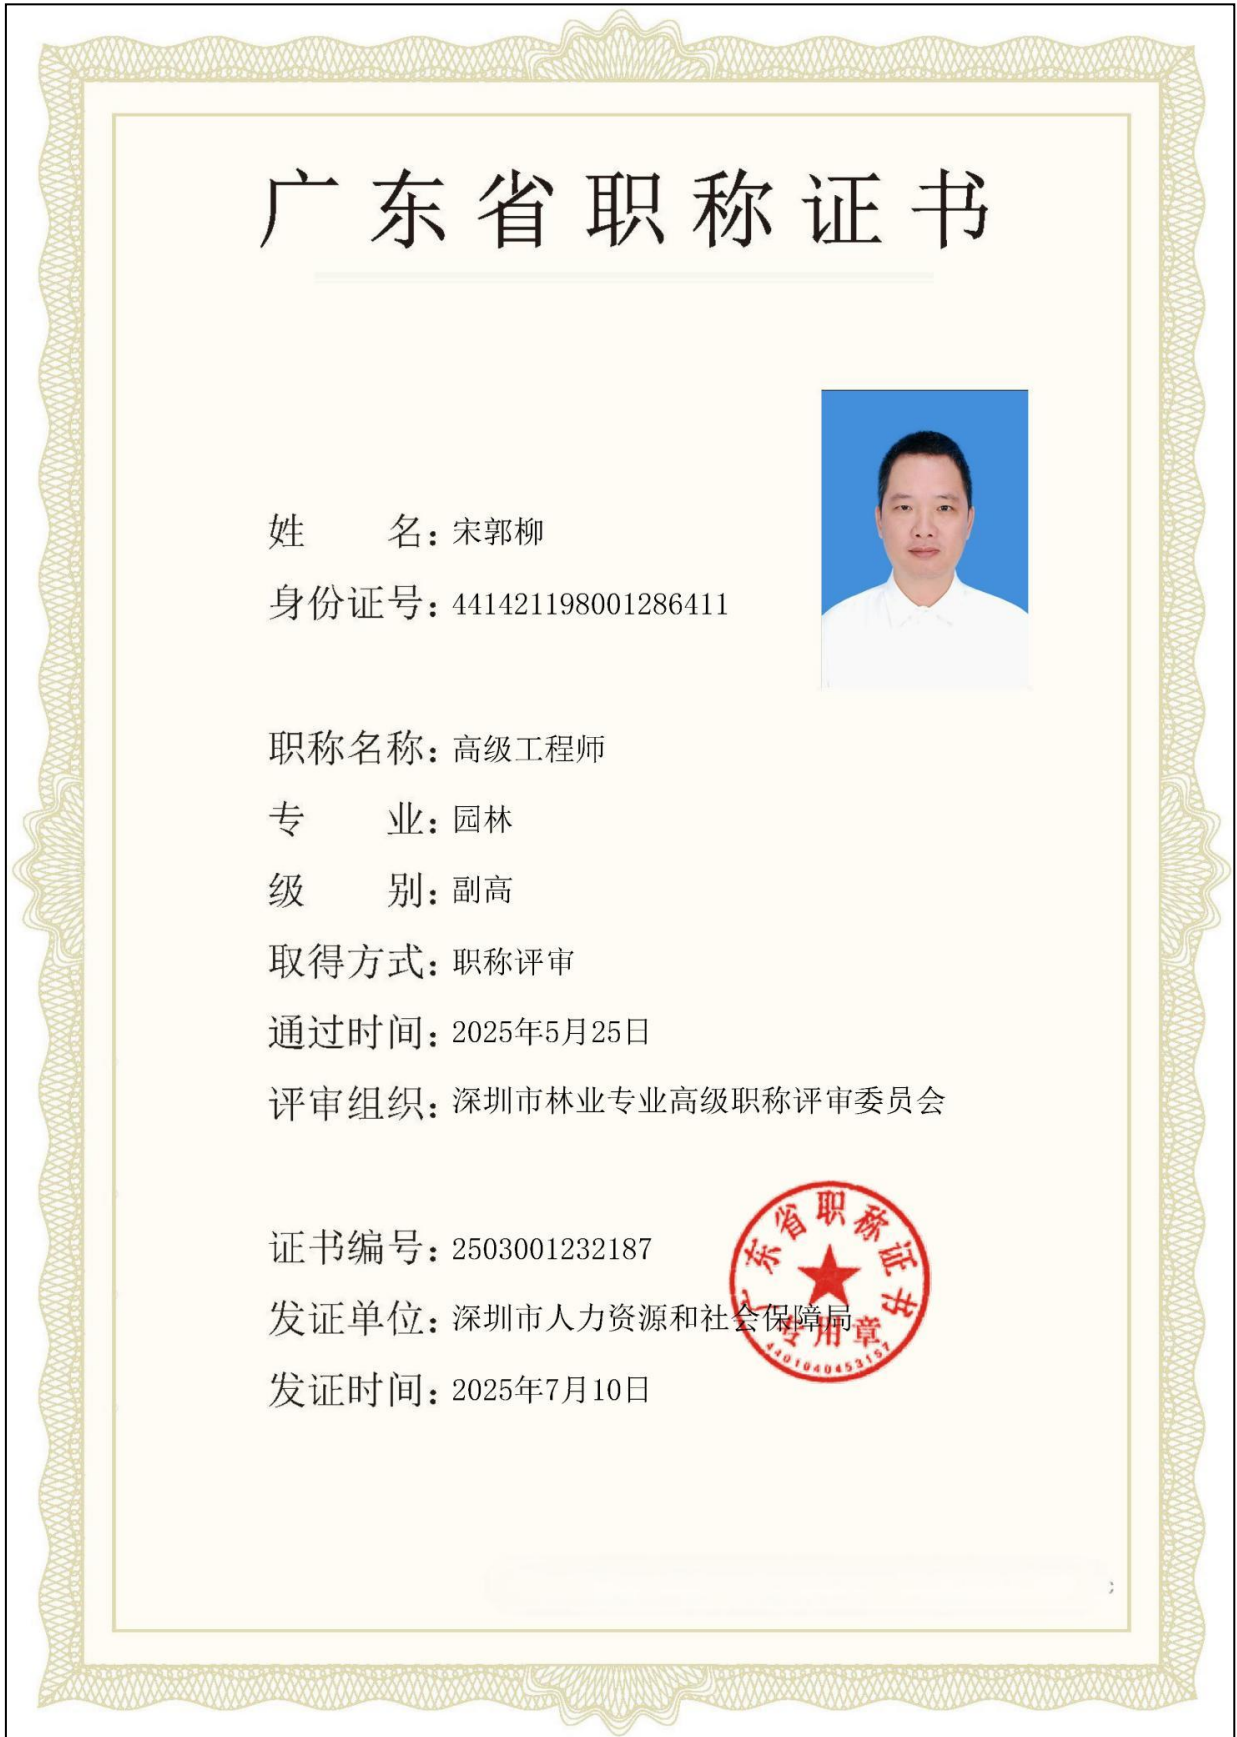 广东省职称证书
姓 名：宋郭柳
身份证号：441421198001286411
职称名称：高级工程师
专 业：园林
级 别：副高
取得方式：职称评审
通过时间：2025年5月25日
评审组织：深圳市林业专业高级职称评审委员会
广东省职称证书
证书编号：2503001232187
发证单位：深圳市人力资源和社会保障局
专用章
4401040453157
发证时间：2025年7月10日